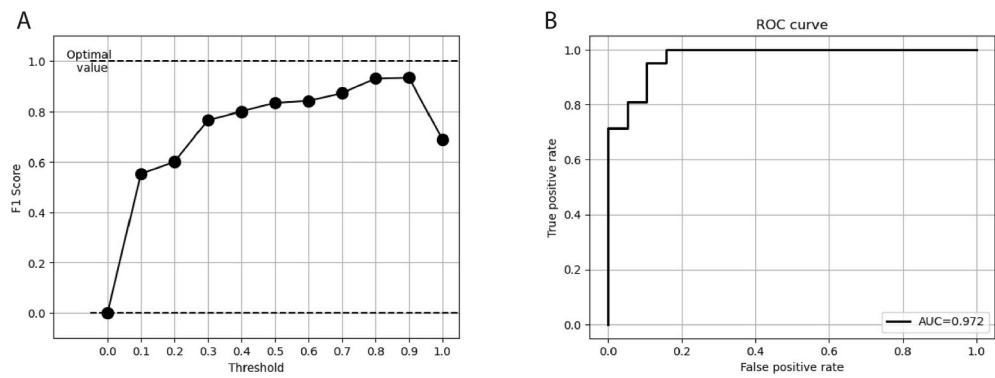 A
Optimal
value
1.0
0.8
0.6
0.4
0.2
0.0
F1 Score
0.0 0.1 0.2 0.3 0.4 0.5 0.6 0.7 0.8 0.9 1.0
Threshold
B
ROC curve
1.0
0.8
0.6
0.4
0.2
0.0
True positive rate
AUC=0.972
0.0 0.2 0.4 0.6 0.8 1.0
False positive rate